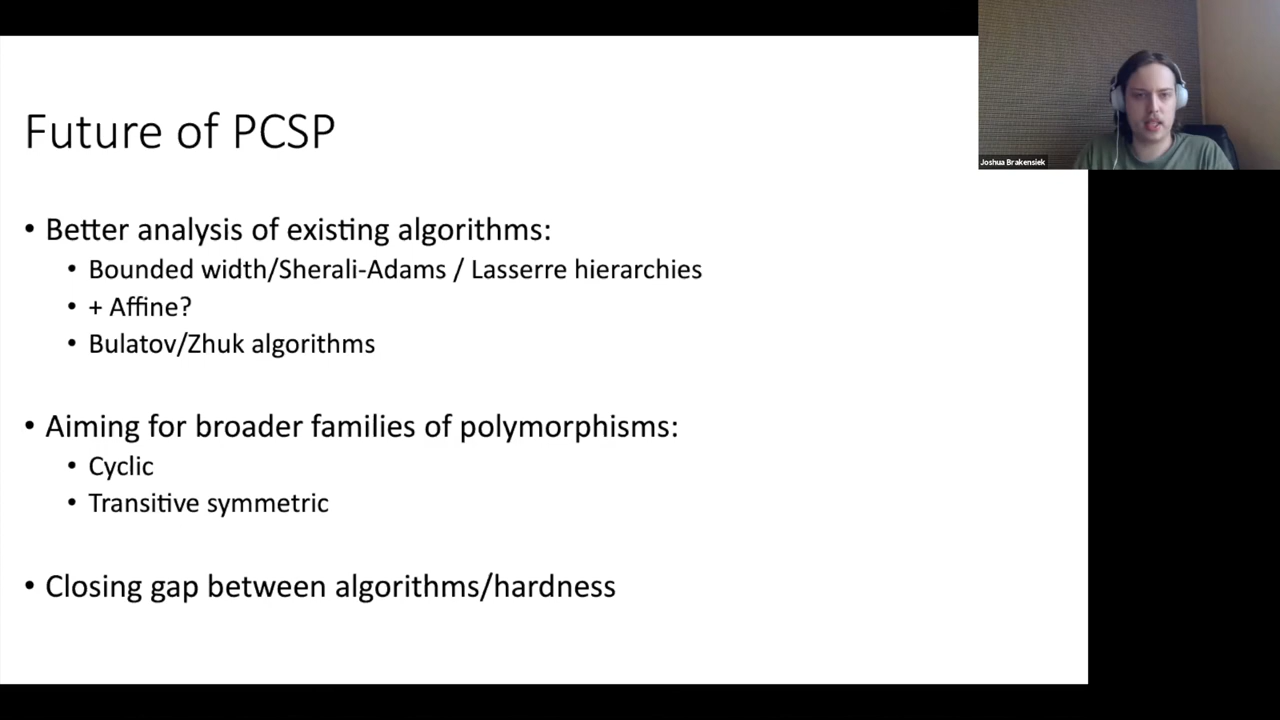 Future of PCSP
Joshua Brakensiek
• Better analysis of existing algorithms:
• Bounded width/Sherali-Adams / Lasserre hierarchies
• + Affine?
• Bulatov/Zhuk algorithms
• Aiming for broader families of polymorphisms:
• Cyclic
• Transitive symmetric
• Closing gap between algorithms/hardness